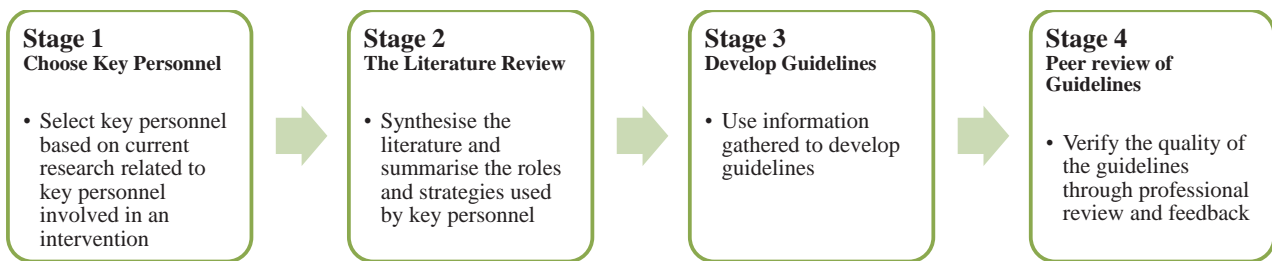 Stage 1
Choose Key Personnel
• Select key personnel
based on current
research related to
key personnel
involved in an
intervention
Stage 2
The Literature Review
• Synthesise the
literature and
summarise the roles
and strategies used
by key personnel
Stage 3
Develop Guidelines
• Use information
gathered to develop
guidelines
Stage 4
Peer review of
Guidelines
• Verify the quality of
the guidelines
through professional
review and feedback